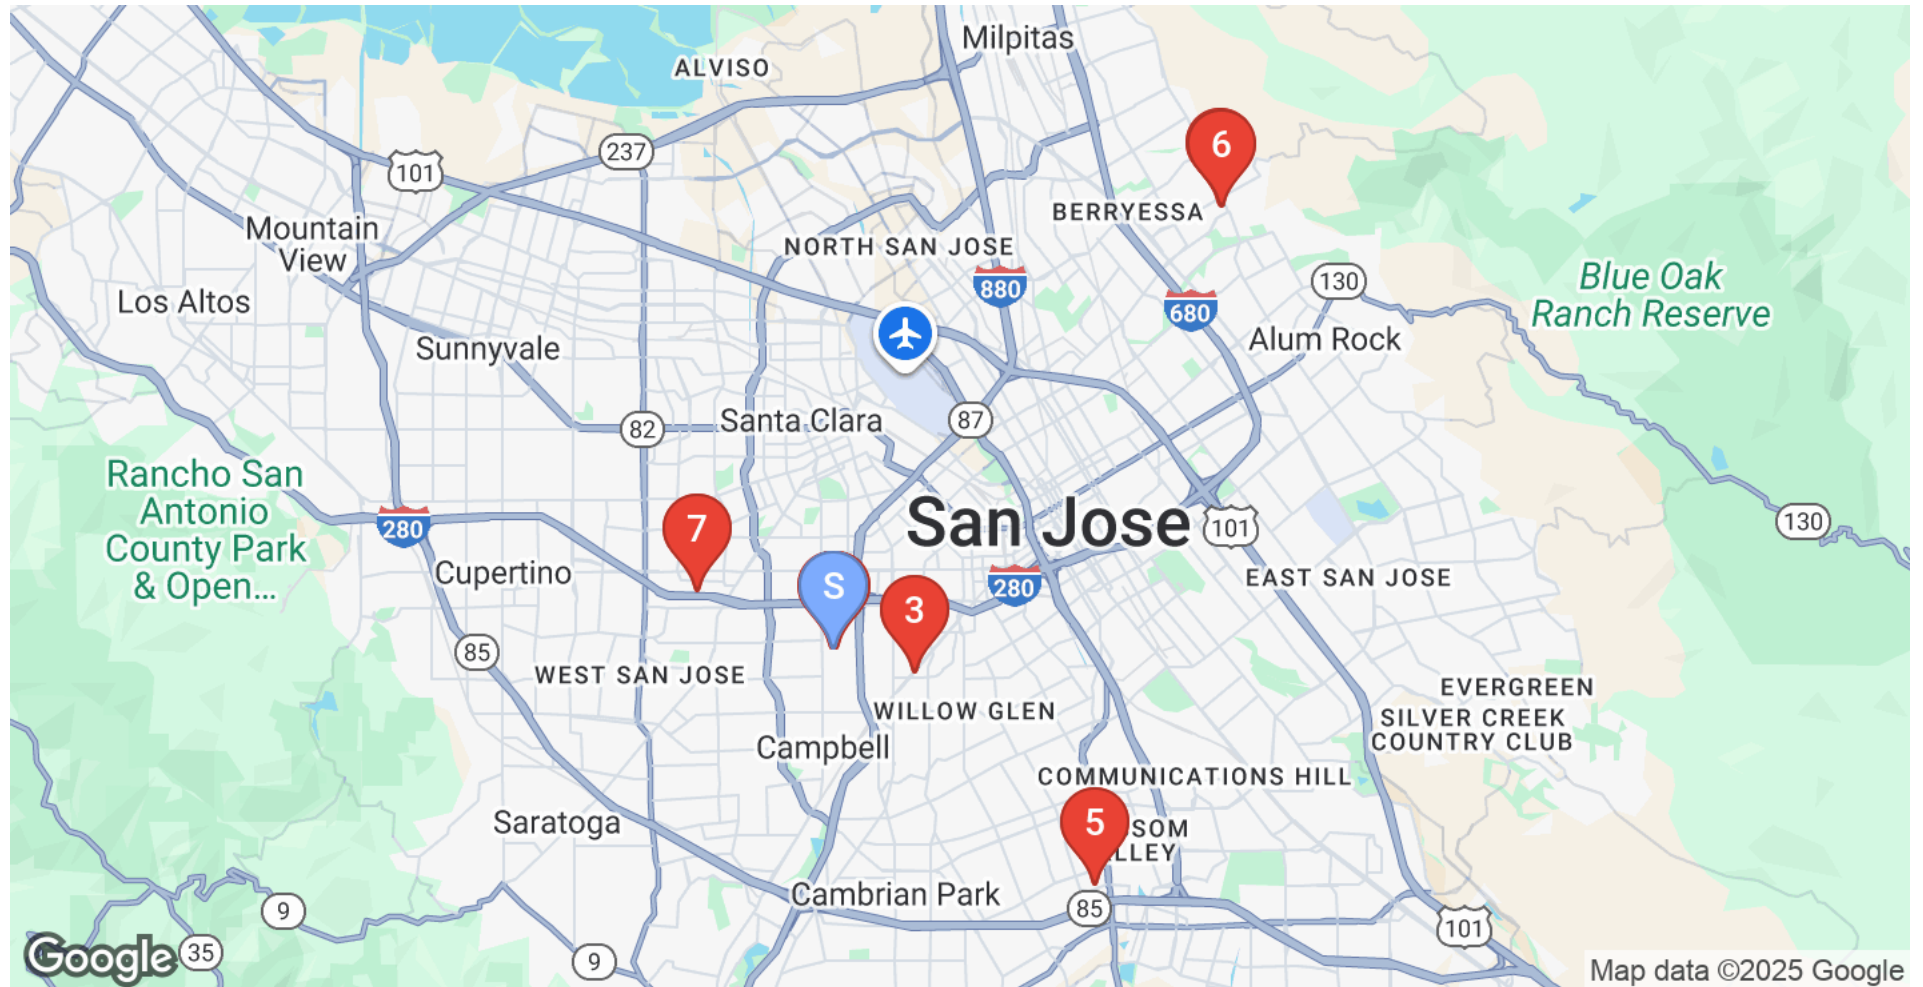 Milpitas
ALVISO
6
237
101
BERRYESSA
Mountain
View
NORTH SAN JOSE
Blue Oak
Ranch Reserve
130
880
Los Altos
680
Alum Rock
Sunnyvale
Santa Clara
87
82
Rancho San
Antonio
County Park
& Open...
7
280
San Jose
101
130
Cupertino
S
3
280
EAST SAN JOSE
85
WEST SAN JOSE
EVERGREEN
WILLOW GLEN
SILVER CREEK
COUNTRY CLUB
Campbell
COMMUNICATIONS HILL
Saratoga
5
SOM
LLEY
Cambrian Park
85
9
101
Google
35
9
Map data ©2025 Google